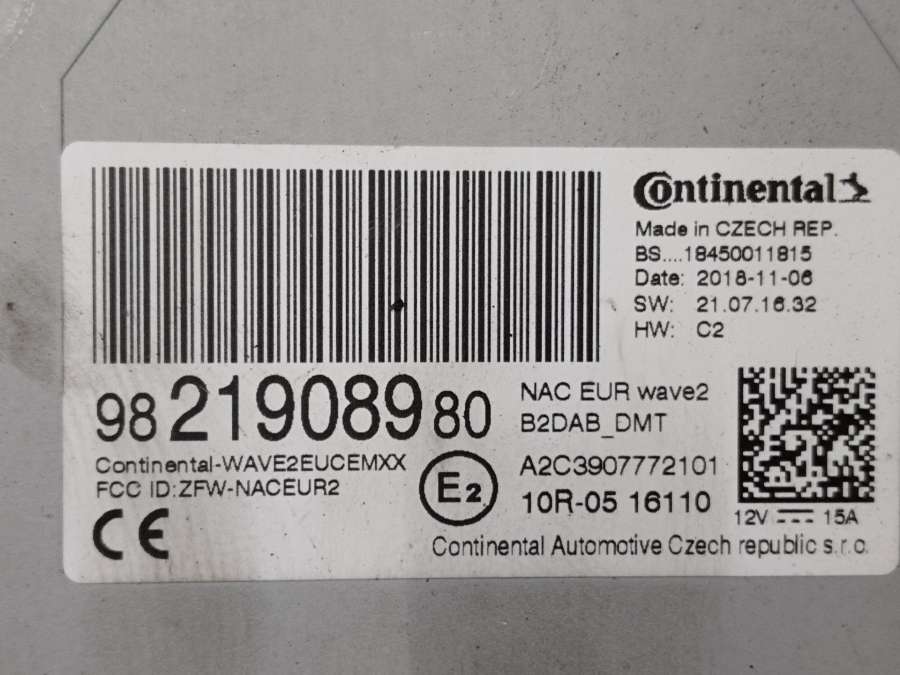 Continental
Made in CZECH REP.
BS....18450011815
Date: 2018-11-06
SW: 21.07.16.32
HW: C2
98 219089 80
NAC EUR wave2
B2DAB_DMT
Continental-WAVE2EUCEMXX
FCC ID:ZFW-NACEUR2
E2
A2C3907772101
10R-05 16110
12V 15A
CE
Continental Automotive Czech republic s.r.o.